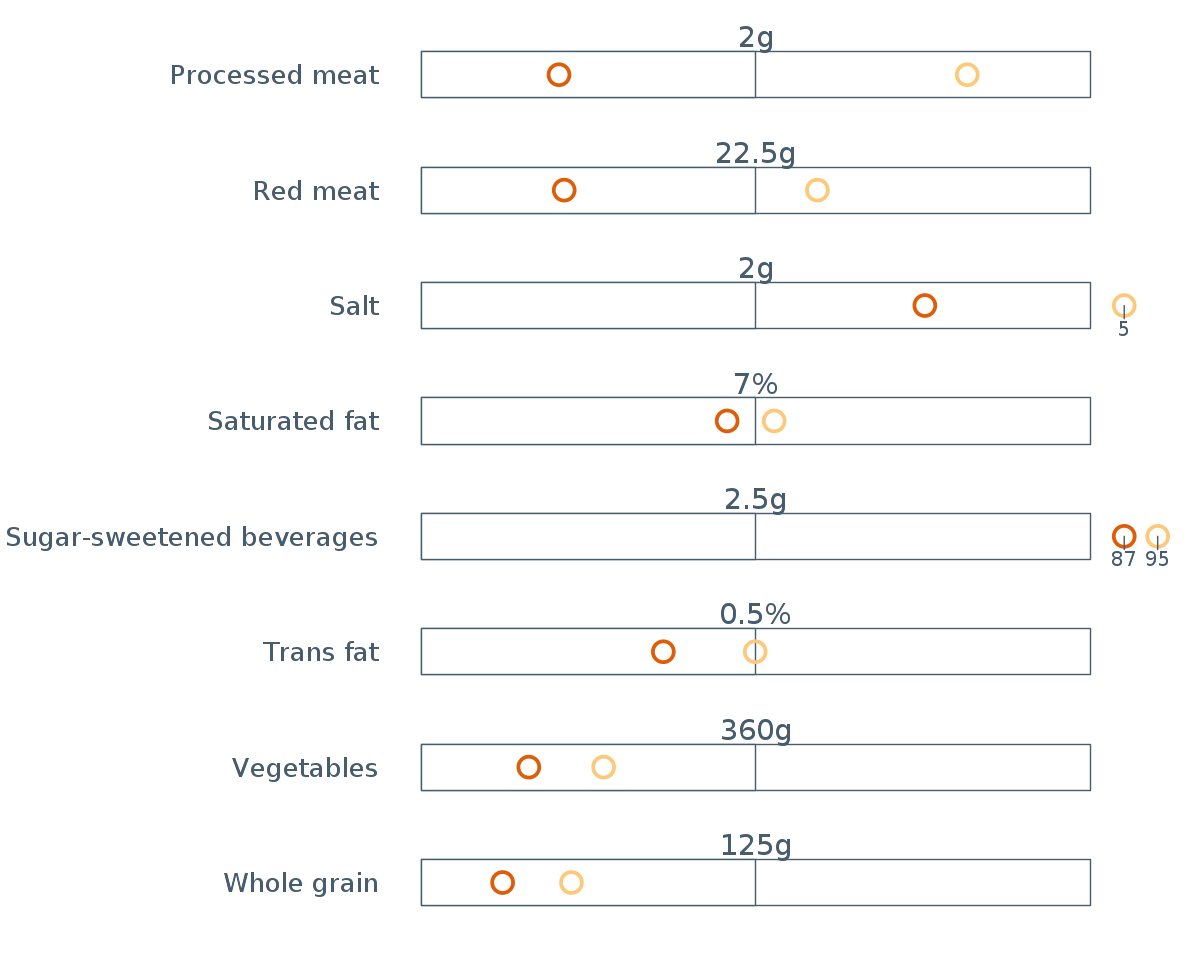 2g
Processed meat
22.5g
Red meat
2g
Salt
5
7%
Saturated fat
2.5g
Sugar-sweetened beverages
87 95
0.5%
Trans fat
360g
Vegetables
125g
Whole grain